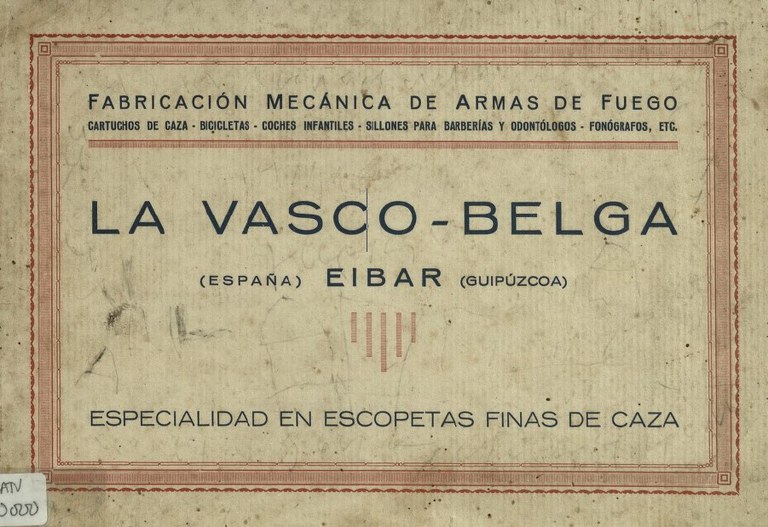 FABRICACIÓN MECÁNICA DE ARMAS DE FUEGO
CARTUCHOS DE CAZA - BICICLETAS - COCHES INFANTILES - SILLONES PARA BARBERÍAS Y ODONTÓLOGOS - FONÓGRAFOS, ETC.
LA VASCO-BELGA
(ESPAÑA) EIBAR (GUIPÚZCOA)
ESPECIALIDAD EN ESCOPETAS FINAS DE CAZA
ATV